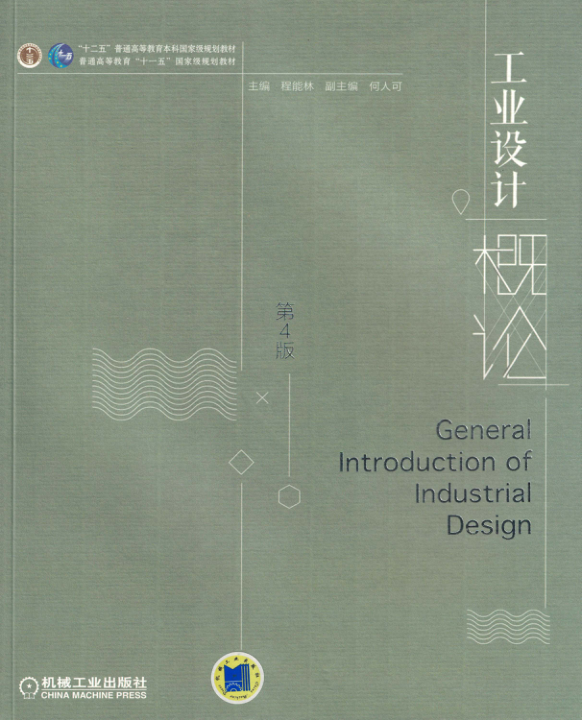 "十二五"普通高等教育本科国家级规划教材
普通高等教育"十一五"国家级规划教材
主编 程能林 副主编 何人可
工业设计
概论
第4版
General
Introduction of
Industrial
Design
机械工业出版社
CHINA MACHINE PRESS